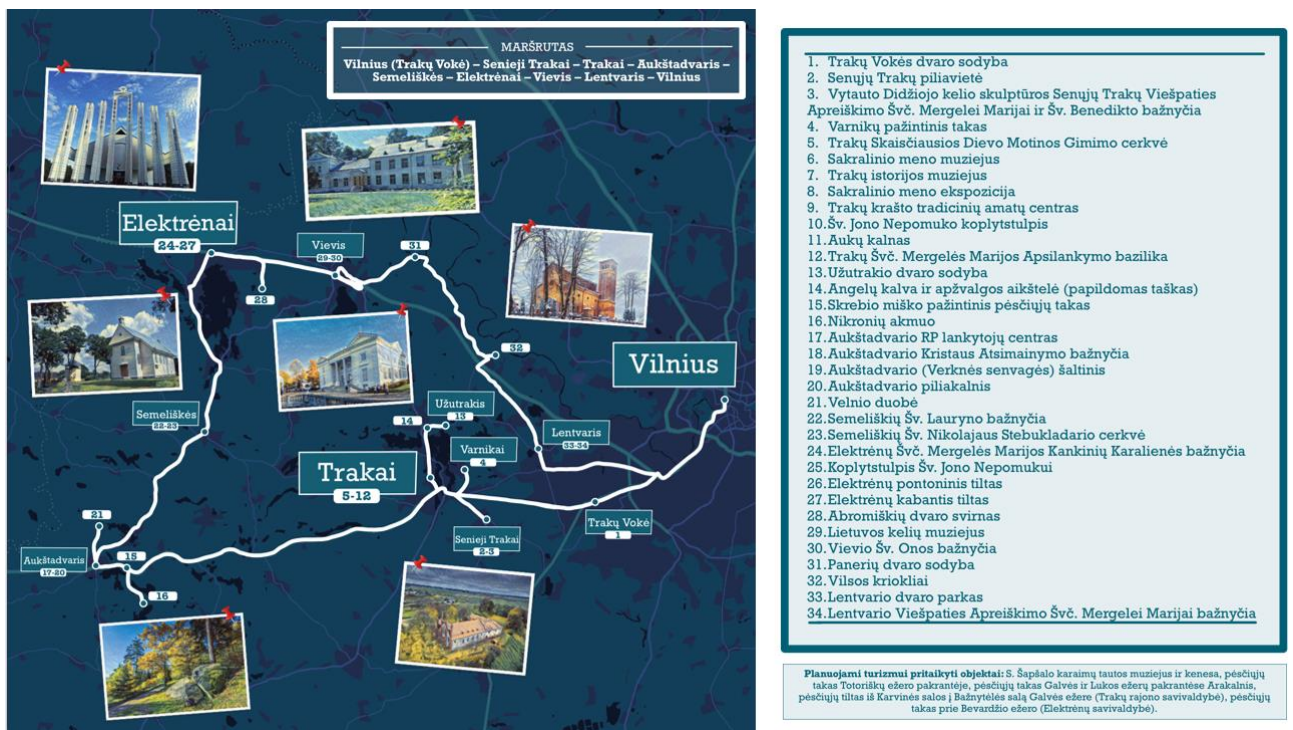 MARŠRUTAS
Vilnius (Trakų Vokė) – Senieji Trakai – Trakai – Aukštadvaris –
Semeliškės – Elektrėnai – Vievis – Lentvaris – Vilnius
Elektrėnai
24-27
Vievis
29-30
31
28
32
Vilnius
Semeliškės
22-23
Užutrakis
13
14
Lentvaris
33-34
Varnikai
4
Trakai
5-12
21
Trakų Vokė
1
Senieji Trakai
2-3
Aukštadvaris
17-20
15
16
1. Trakų Vokės dvaro sodyba
2. Senųjų Trakų piliavietė
3. Vytauto Didžiojo kelio skulptūros Senųjų Trakų Viešpaties
Apreiškimo Švč. Mergelei Marijai ir Šv. Benedikto bažnyčia
4. Varnikų pažintinis takas
5. Trakų Skaisčiausios Dievo Motinos Gimimo cerkvė
6. Sakralinio meno muziejus
7. Trakų istorijos muziejus
8. Sakralinio meno ekspozicija
9. Trakų krašto tradicinių amatų centras
10.Šv. Jono Nepomuko koplytstulpis
11.Aukų kalnas
12.Trakų Švč. Mergelės Marijos Apsilankymo bazilika
13.Užutrakio dvaro sodyba
14.Angelų kalva ir apžvalgos aikštelė (papildomas taškas)
15.Skrebio miško pažintinis pėsčiųjų takas
16.Nikronių akmuo
17.Aukštadvario RP lankytojų centras
18.Aukštadvario Kristaus Atsimainymo bažnyčia
19.Aukštadvario (Verknės senvagės) šaltinis
20.Aukštadvario piliakalnis
21.Velnio duobė
22.Semeliškių Šv. Lauryno bažnyčia
23.Semeliškių Šv. Nikolajaus Stebukladario cerkvė
24.Elektrėnų Švč. Mergelės Marijos Kankinių Karalienės bažnyčia
25.Koplytstulpis Šv. Jono Nepomukui
26.Elektrėnų pontoninis tiltas
27.Elektrėnų kabantis tiltas
28.Abromiškių dvaro svirnas
29.Lietuvos kelių muziejus
30.Vievio Šv. Onos bažnyčia
31.Panerių dvaro sodyba
32.Vilsos kriokliai
33.Lentvario dvaro parkas
34.Lentvario Viešpaties Apreiškimo Švč. Mergelei Marijai bažnyčia
Planuojami turizmui pritaikyti objektai: S. Šapšalo karaimų tautos muziejus ir kenesa, pėsčiųjų
takas Totoriškų ežero pakrantėje, pėsčiųjų takas Galvės ir Lukos ežerų pakrantėse Arakalnis,
pėsčiųjų tiltas iš Karvinės salos į Bažnytėlės salą Galvės ežere (Trakų rajono savivaldybė), pėsčiųjų
takas prie Bevardžio ežero (Elektrėnų savivaldybė).